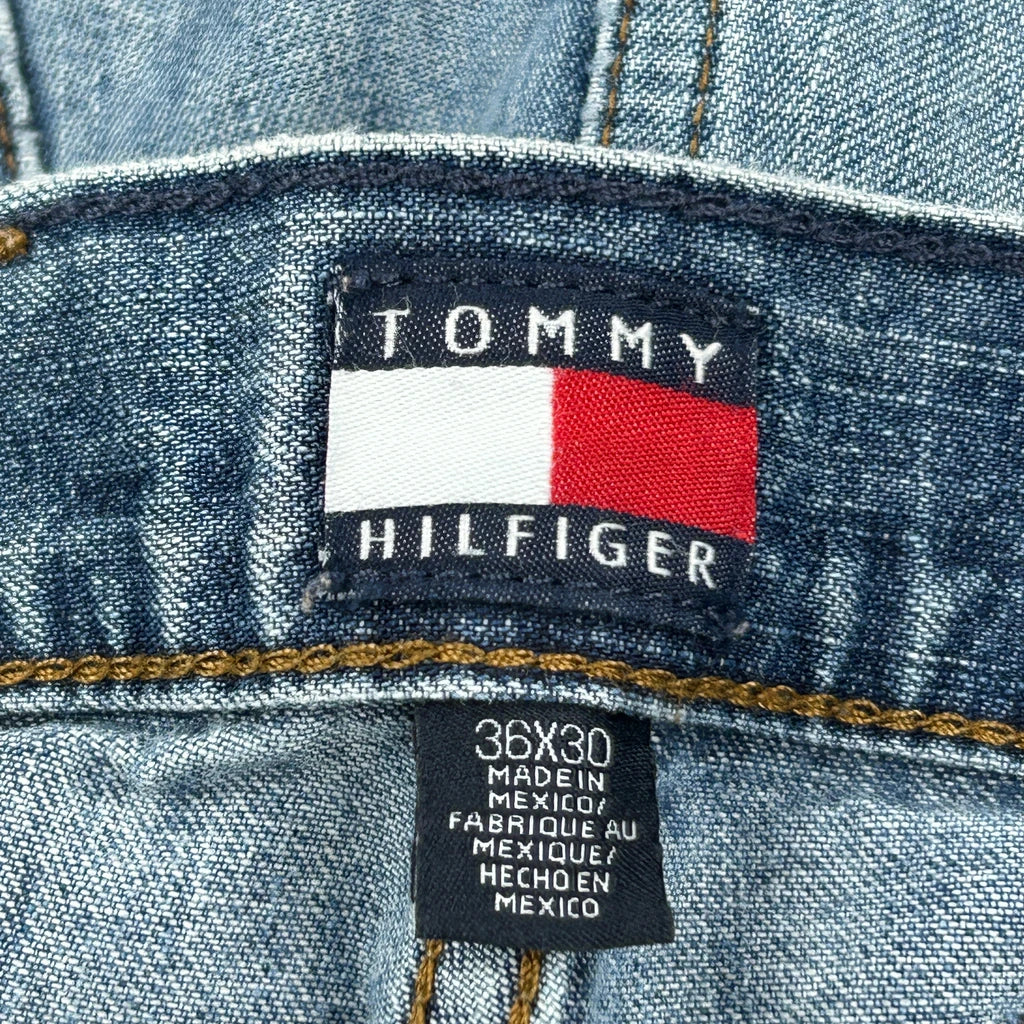 TOMMY
HILFIGER
36X30
MADE IN
MEXICO/
FABRIQUE AU
MEXIQUE/
HECHO EN
MEXICO